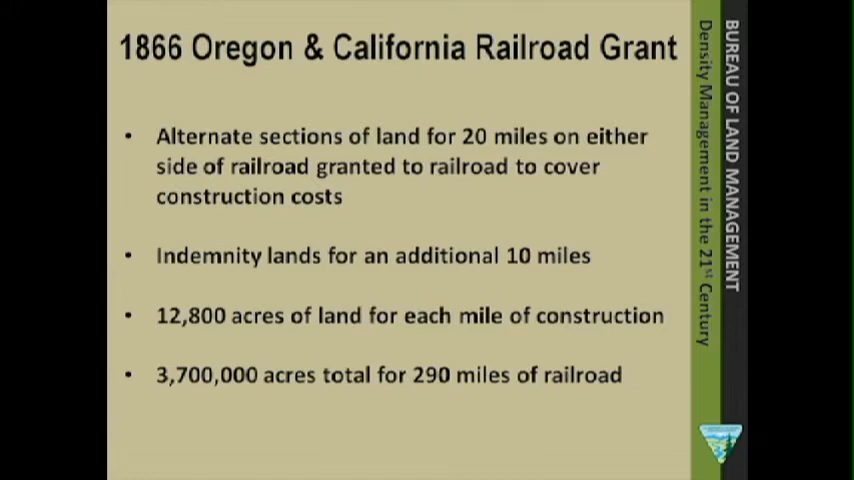 1866 Oregon & California Railroad Grant
• Alternate sections of land for 20 miles on either
side of railroad granted to railroad to cover
construction costs
• Indemnity lands for an additional 10 miles
• 12,800 acres of land for each mile of construction
• 3,700,000 acres total for 290 miles of railroad
BUREAU OF LAND MANAGEMENT
Density Management in the 21st Century